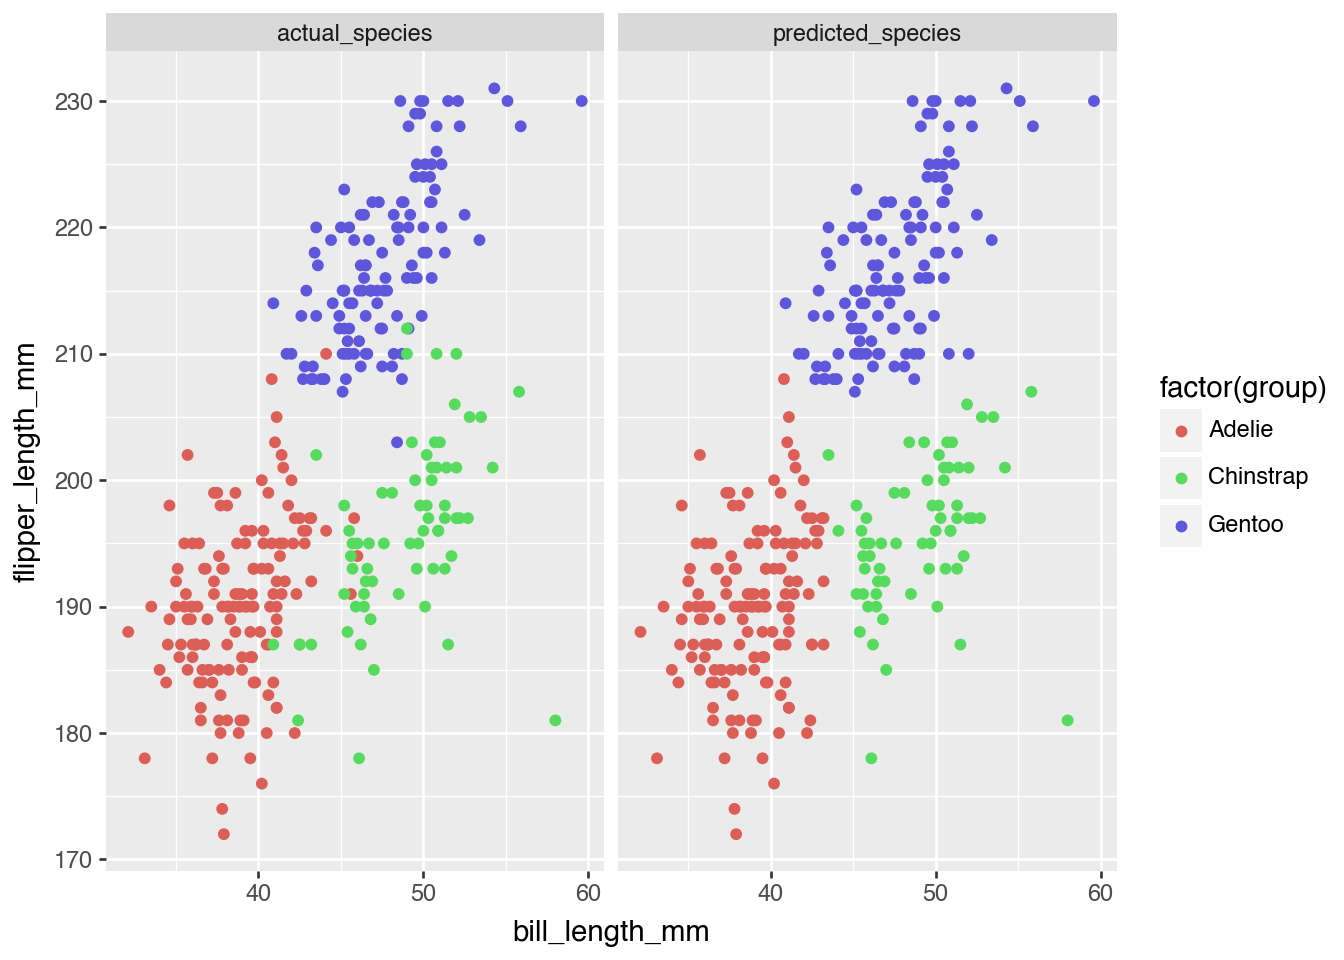 actual_species
predicted_species
230
220
210
200
190
180
170
flipper_length_mm
40
50
60
40
50
60
bill_length_mm
factor(group)
Adelie
Chinstrap
Gentoo